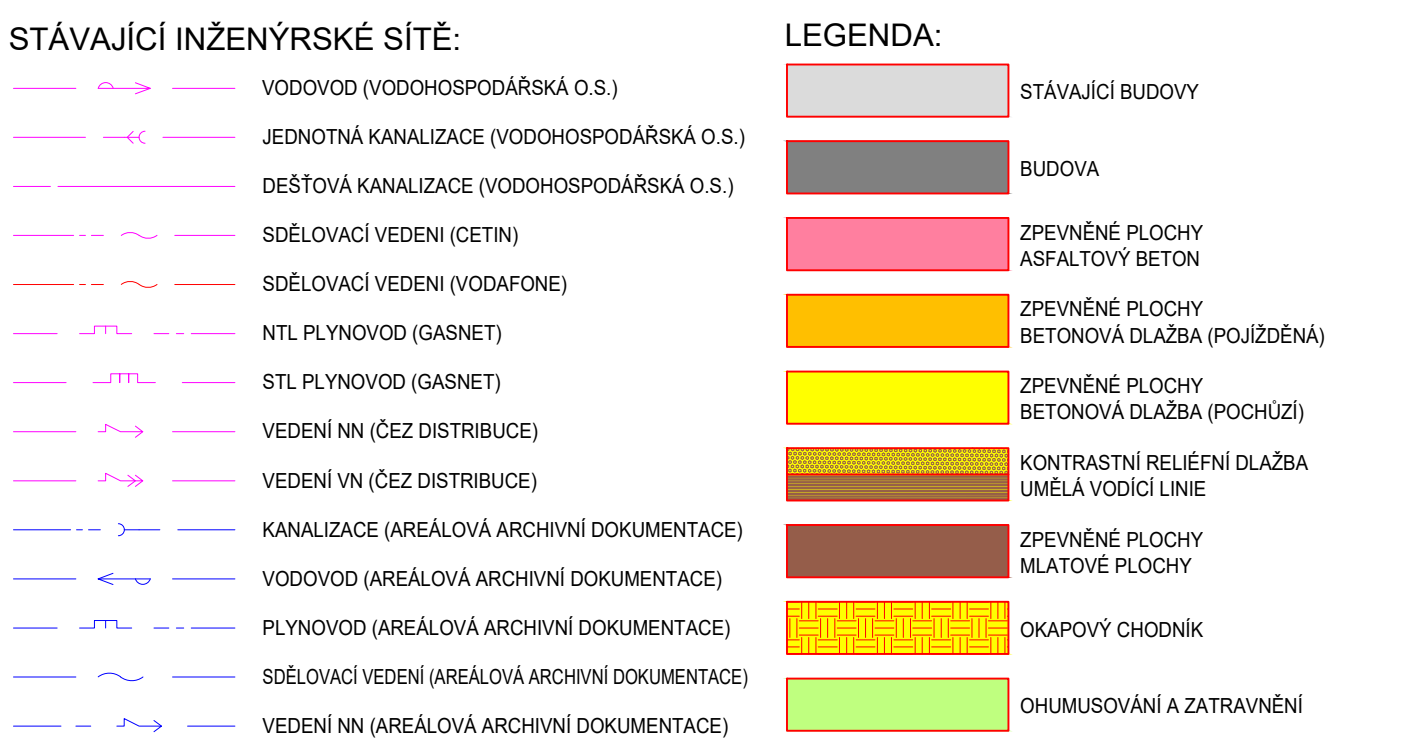 STÁVAJÍCÍ INŽENÝRSKÉ SÍTĚ:
VODOVOD (VODOHOSPODÁŘSKÁ O.S.)
JEDNOTNÁ KANALIZACE (VODOHOSPODÁŘSKÁ O.S.)
DEŠŤOVÁ KANALIZACE (VODOHOSPODÁŘSKÁ O.S.)
SDĚLOVACÍ VEDENI (CETIN)
SDĚLOVACÍ VEDENI (VODAFONE)
NTL PLYNOVOD (GASNET)
STL PLYNOVOD (GASNET)
VEDENÍ NN (ČEZ DISTRIBUCE)
VEDENÍ VN (ČEZ DISTRIBUCE)
KANALIZACE (AREÁLOVÁ ARCHIVNÍ DOKUMENTACE)
VODOVOD (AREÁLOVÁ ARCHIVNÍ DOKUMENTACE)
PLYNOVOD (AREÁLOVÁ ARCHIVNÍ DOKUMENTACE)
SDĚLOVACÍ VEDENÍ (AREÁLOVÁ ARCHIVNÍ DOKUMENTACE)
VEDENÍ NN (AREÁLOVÁ ARCHIVNÍ DOKUMENTACE)
LEGENDA:
STÁVAJÍCÍ BUDOVY
BUDOVA
ZPEVNĚNÉ PLOCHY
ASFALTOVÝ BETON
ZPEVNĚNÉ PLOCHY
BETONOVÁ DLAŽBA (POJÍŽDĚNÁ)
ZPEVNĚNÉ PLOCHY
BETONOVÁ DLAŽBA (POCHŮZÍ)
KONTRASTNÍ RELIÉFNÍ DLAŽBA
UMĚLÁ VODÍCÍ LINIE
ZPEVNĚNÉ PLOCHY
MLATOVÉ PLOCHY
OKAPOVÝ CHODNÍK
OHUMUSOVÁNÍ A ZATRAVNĚNÍ